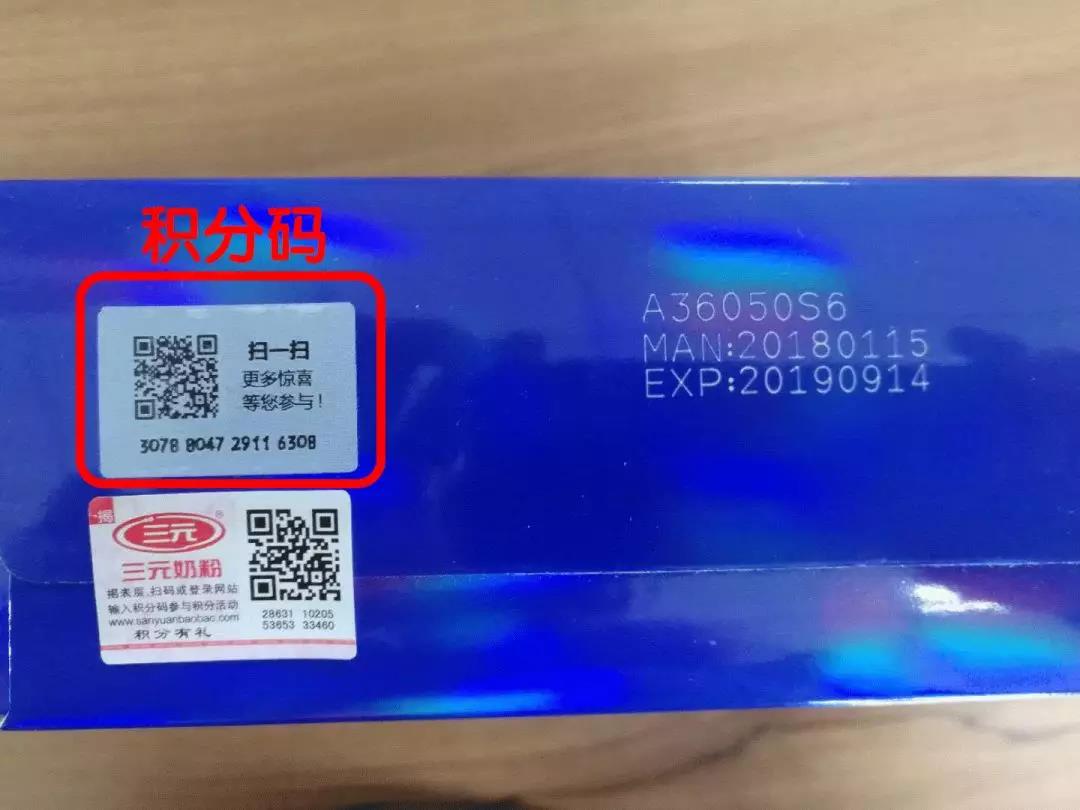 积分码
扫一扫
更多惊喜
等您参与！
3078 8047 2911 6308
A36050S6
MAN:20180115
EXP:20190914
揭
三元®
三元奶粉
揭表层,扫码或登录网站
输入积分码参与积分活动
www.sanyuanbaobao.com
积分有礼
28631 10205
53653 33460